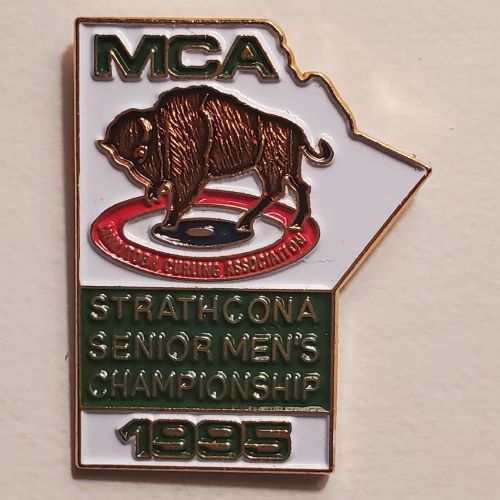 MCA
MANITOBA CURLING ASSOCIATION
STRATHCONA
SENIOR MEN'S
CHAMPIONSHIP
1995